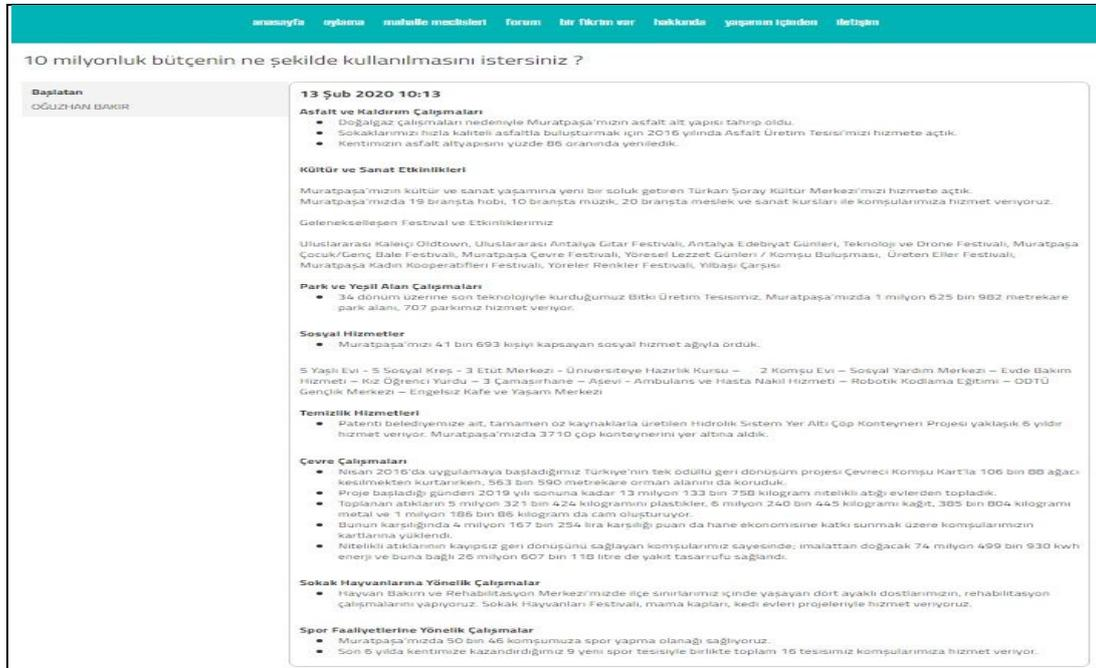 anasayfa oylama mahalle meclisleri forum bir fikrim var hakkında yaşamın içinden iletişim
10 milyonluk bütçenin ne şekilde kullanılmasını istersiniz ?
Başlatan
OĞUZHAN BAKIR
13 Şub 2020 10:13
Asfalt ve Kaldırım Çalışmaları
• Doğalgaz çalışmaları nedeniyle Muratpaşa'mızın asfalt alt yapısı tahrip oldu.
• Sokaklarımızı hızla kaliteli asfaltla buluşturmak için 2016 yılında Asfalt Üretim Tesisi'mizi hizmete açtık.
• Kentimizin asfalt altyapısını yüzde 86 oranında yeniledik.
Kültür ve Sanat Etkinlikleri
Muratpaşa'mızın kültür ve sanat yaşamına yeni bir soluk getiren Türkan Şoray Kültür Merkezi'mizi hizmete açtık.
Muratpaşa'mızda 19 branşta hobi, 10 branşta müzik, 20 branşta meslek ve sanat kursları ile komşularımıza hizmet veriyoruz.
Gelenekselleşen Festival ve Etkinliklerimiz
Uluslararası Kaleiçi Oldtown, Uluslararası Antalya Gitar Festivali, Antalya Edebiyat Günleri, Teknoloji ve Drone Festivali, Muratpaşa
Çocuk/Genç Bale Festivali, Muratpaşa Çevre Festivali, Yöresel Lezzet Günleri / Komşu Buluşması, Üreten Eller Festivali,
Muratpaşa Kadın Kooperatifleri Festivali, Yöreler Renkler Festivali, Yılbaşı Çarşısı
Park ve Yeşil Alan Çalışmaları
• 34 dönüm üzerine son teknolojiyle kurduğumuz Bitki Üretim Tesisimiz, Muratpaşa'mızda 1 milyon 625 bin 982 metrekare
park alanı, 707 parkımız hizmet veriyor.
Sosyal Hizmetler
• Muratpaşa'mızı 41 bin 693 kişiyi kapsayan sosyal hizmet ağıyla ördük.
5 Yaşlı Evi - 5 Sosyal Kreş - 3 Etüt Merkezi - Üniversiteye Hazırlık Kursu – 2 Komşu Evi – Sosyal Yardım Merkezi – Evde Bakım
Hizmeti – Kız Öğrenci Yurdu – 3 Çamaşırhane – Aşevi - Ambulans ve Hasta Nakil Hizmeti – Robotik Kodlama Eğitimi – ODTÜ
Gençlik Merkezi – Engelsiz Kafe ve Yaşam Merkezi
Temizlik Hizmetleri
• Patenti belediyemize ait, tamamen öz kaynaklarla üretilen Hidrolik Sistem Yer Altı Çöp Konteyneri Projesi yaklaşık 6 yıldır
hizmet veriyor. Muratpaşa'mızda 3710 çöp konteynerini yer altına aldık.
Çevre Çalışmaları
• Nisan 2016'da uygulamaya başladığımız Türkiye'nin tek ödüllü geri dönüşüm projesi Çevreci Komşu Kart'la 106 bin 88 ağacı
kesilmekten kurtarırken, 563 bin 590 metrekare orman alanını da koruduk.
• Proje başladığı günden 2019 yılı sonuna kadar 13 milyon 133 bin 758 kilogram nitelikli atığı evlerden topladık.
• Toplanan atıkların 5 milyon 321 bin 424 kilogramını plastikler, 6 milyon 240 bin 445 kilogramı kağıt, 385 bin 804 kilogramı
metal ve 1 milyon 186 bin 86 kilogram da cam oluşturuyor.
• Bunun karşılığında 4 milyon 167 bin 254 lira karşılığı puan da hane ekonomisine katkı sunmak üzere komşularımızın
kartlarına yüklendi.
• Nitelikli atıklarının kayıpsız geri dönüşünü sağlayan komşularımız sayesinde; imalattan doğacak 74 milyon 499 bin 930 kwh
enerji ve buna bağlı 26 milyon 607 bin 118 litre de yakıt tasarrufu sağlandı.
Sokak Hayvanlarına Yönelik Çalışmalar
• Hayvan Bakım ve Rehabilitasyon Merkezi'mizde ilçe sınırlarımız içinde yaşayan dört ayaklı dostlarımızın, rehabilitasyon
çalışmalarını yapıyoruz. Sokak Hayvanları Festivali, mama kapları, kedi evleri projeleriyle hizmet veriyoruz.
Spor Faaliyetlerine Yönelik Çalışmalar
• Muratpaşa'mızda 50 bin 46 komşumuza spor yapma olanağı sağlıyoruz.
• Son 6 yılda kentimize kazandırdığımız 9 yeni spor tesisiyle birlikte toplam 16 tesisimiz komşularımıza hizmet veriyor.